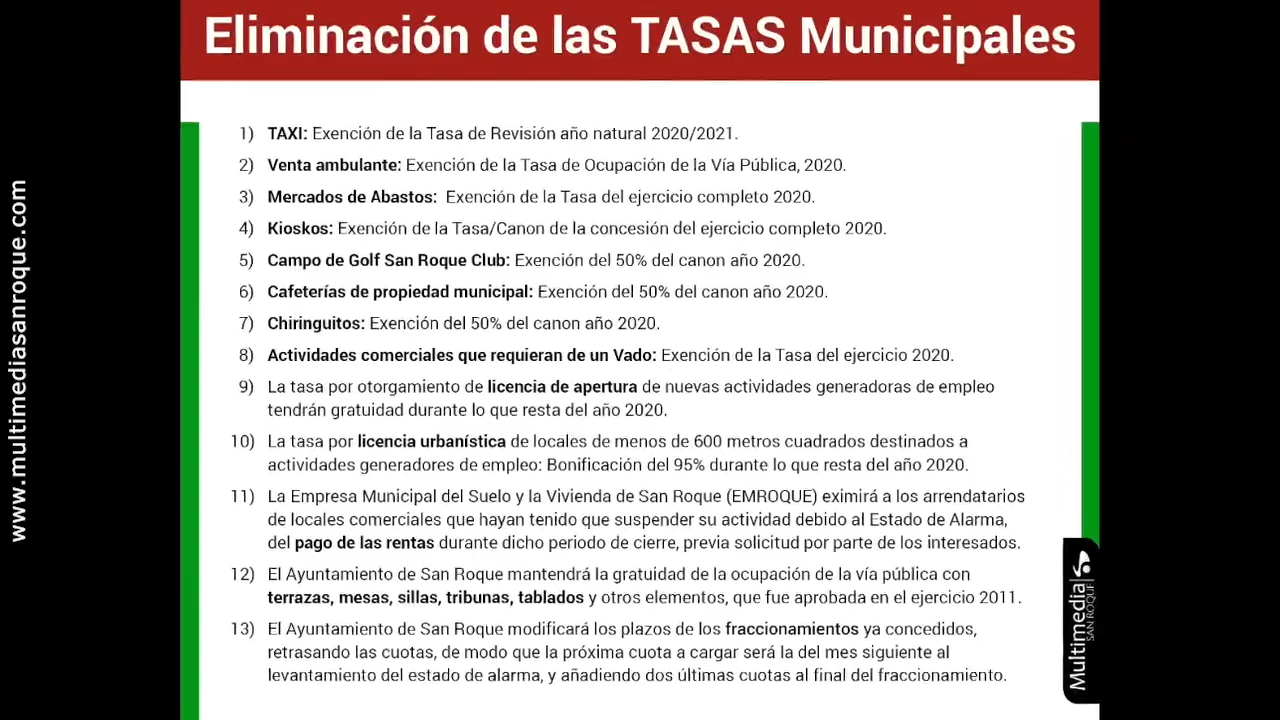 Eliminación de las TASAS Municipales
1) TAXI: Exención de la Tasa de Revisión año natural 2020/2021.
2) Venta ambulante: Exención de la Tasa de Ocupación de la Vía Pública, 2020.
3) Mercados de Abastos: Exención de la Tasa del ejercicio completo 2020.
4) Kioskos: Exención de la Tasa/Canon de la concesión del ejercicio completo 2020.
5) Campo de Golf San Roque Club: Exención del 50% del canon año 2020.
6) Cafeterías de propiedad municipal: Exención del 50% del canon año 2020.
7) Chiringuitos: Exención del 50% del canon año 2020.
8) Actividades comerciales que requieran de un Vado: Exención de la Tasa del ejercicio 2020.
9) La tasa por otorgamiento de licencia de apertura de nuevas actividades generadoras de empleo
tendrán gratuidad durante lo que resta del año 2020.
10) La tasa por licencia urbanística de locales de menos de 600 metros cuadrados destinados a
actividades generadores de empleo: Bonificación del 95% durante lo que resta del año 2020.
11) La Empresa Municipal del Suelo y la Vivienda de San Roque (EMROQUE) eximirá a los arrendatarios
de locales comerciales que hayan tenido que suspender su actividad debido al Estado de Alarma,
del pago de las rentas durante dicho periodo de cierre, previa solicitud por parte de los interesados.
12) El Ayuntamiento de San Roque mantendrá la gratuidad de la ocupación de la vía pública con
terrazas, mesas, sillas, tribunas, tablados y otros elementos, que fue aprobada en el ejercicio 2011.
13) El Ayuntamiento de San Roque modificará los plazos de los fraccionamientos ya concedidos,
retrasando las cuotas, de modo que la próxima cuota a cargar será la del mes siguiente al
levantamiento del estado de alarma, y añadiendo dos últimas cuotas al final del fraccionamiento.
www.multimediasanroque.com
Multimedia
SAN ROQUE